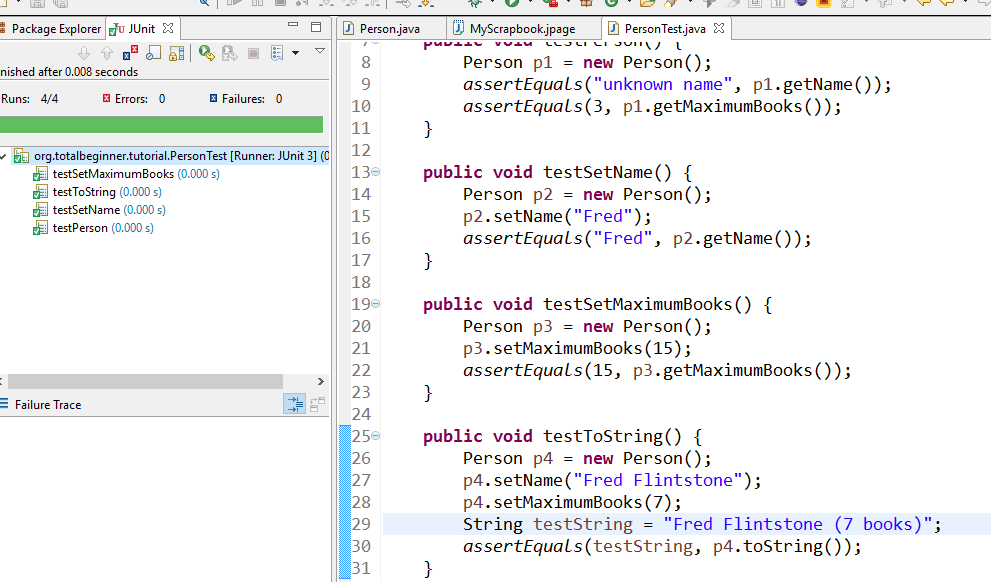 Package Explorer
JUnit
nished after 0.008 seconds
Runs: 4/4
Errors: 0
Failures: 0
org.totalbeginner.tutorial.PersonTest [Runner: JUnit 3] (0
testSetMaximumBooks (0.000 s)
testToString (0.000 s)
testSetName (0.000 s)
testPerson (0.000 s)
Failure Trace
Person.java
MyScrapbook.jpage
PersonTest.java
public void testPerson() {
8 Person p1 = new Person();
9 assertEquals("unknown name", p1.getName());
10 assertEquals(3, p1.getMaximumBooks());
11 }
12
13 public void testSetName() {
14 Person p2 = new Person();
15 p2.setName("Fred");
16 assertEquals("Fred", p2.getName());
17 }
18
19 public void testSetMaximumBooks() {
20 Person p3 = new Person();
21 p3.setMaximumBooks(15);
22 assertEquals(15, p3.getMaximumBooks());
23 }
24
25 public void testToString() {
26 Person p4 = new Person();
27 p4.setName("Fred Flintstone");
28 p4.setMaximumBooks(7);
29 String testString = "Fred Flintstone (7 books)";
30 assertEquals(testString, p4.toString());
31 }